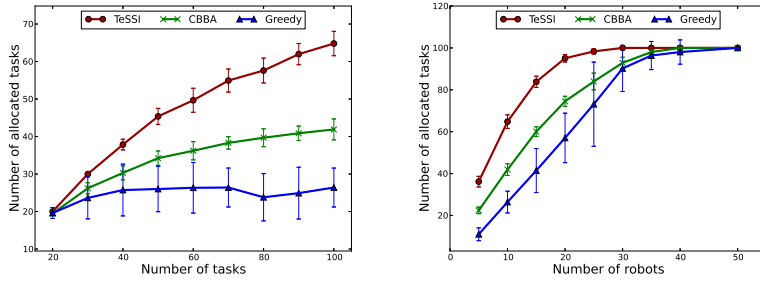 TeSSI CBBA Greedy
Number of allocated tasks
70
60
50
40
30
20
10
20 40 60 80 100
Number of tasks
TeSSI CBBA Greedy
Number of allocated tasks
120
100
80
60
40
20
0 10 20 30 40 50
Number of robots